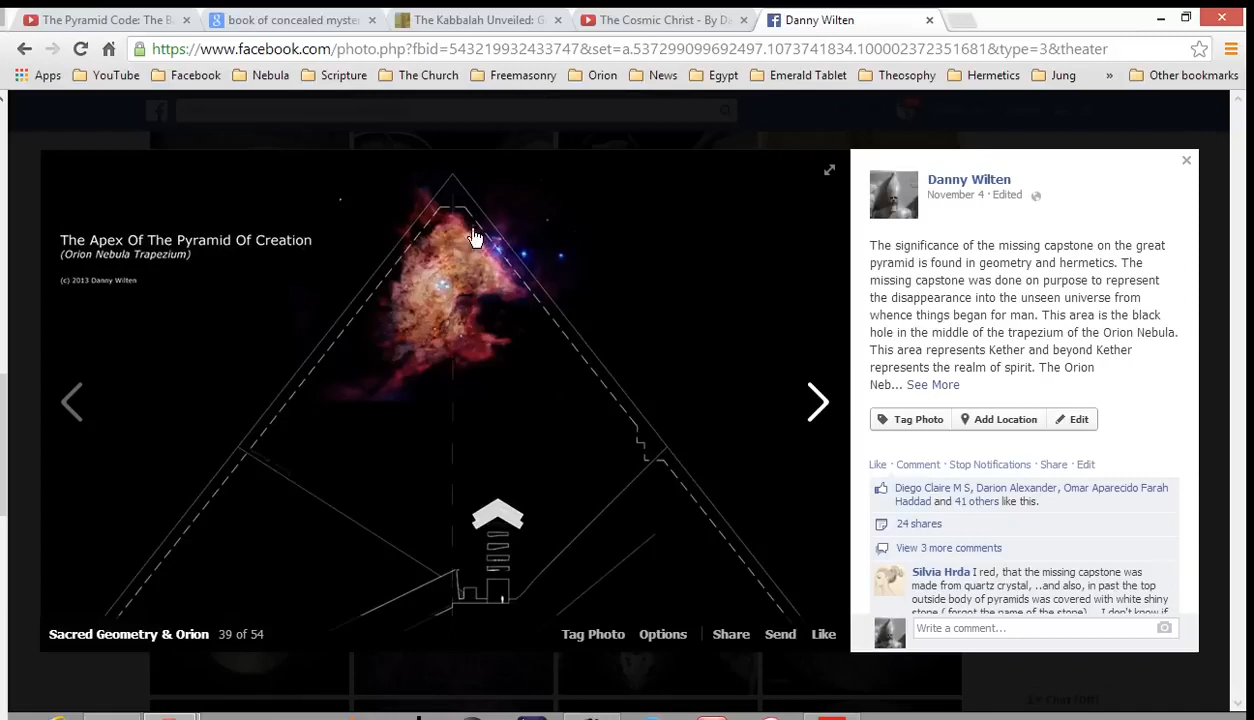 The Pyramid Code: The B
book of concealed myste
The Kabbalah Unveiled: G
The Cosmic Christ - By Da
Danny Wilten
https://www.facebook.com/photo.php?fbid=543219932433747&set=a.537299099692497.1073741834.100002372351681&type=3&theater
Apps YouTube Facebook Nebula Scripture The Church Freemasonry Orion News Egypt Emerald Tablet Theosophy Hermetics Jung » Other bookmarks
The Apex Of The Pyramid Of Creation
(Orion Nebula Trapezium)
(c) 2013 Danny Wilten
Sacred Geometry & Orion 39 of 54
Tag Photo Options Share Send Like
Danny Wilten
November 4 · Edited
The significance of the missing capstone on the great
pyramid is found in geometry and hermetics. The
missing capstone was done on purpose to represent
the disappearance into the unseen universe from
whence things began for man. This area is the black
hole in the middle of the trapezium of the Orion Nebula.
This area represents Kether and beyond Kether
represents the realm of spirit. The Orion
Neb... See More
Tag Photo Add Location Edit
Like · Comment · Stop Notifications · Share · Edit
Diego Claire M S, Darion Alexander, Omar Aparecido Farah
Haddad and 41 others like this.
24 shares
View 3 more comments
Silvia Hrda I red, that the missing capstone was
made from quartz crystal, ..and also, in past the top
outside body of pyramids was covered with white shiny
stone ( forgot the name of the stone)... I don't know if
Write a comment...